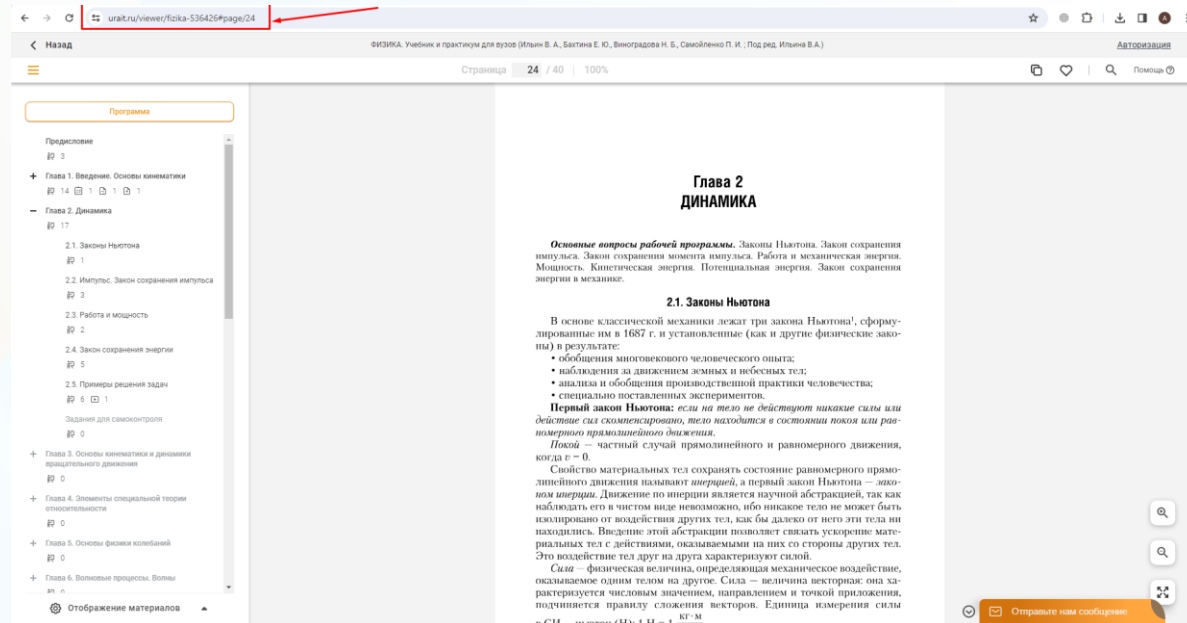 urait.ru/viewer/fizika-536426#page/24
Назад
ФИЗИКА. Учебник и практикум для вузов (Ильин В. А., Бахтина Е. Ю., Виноградова Н. Б., Самойленко П. И. ; Под ред. Ильина В.А.)
Авторизация
Страница 24 / 40 100%
Помощь
Программа
Предисловие
3
Глава 1. Введение. Основы кинематики
14 1 1 1
Глава 2. Динамика
17
2.1. Законы Ньютона
1
2.2. Импульс. Закон сохранения импульса
3
2.3. Работа и мощность
2
2.4. Закон сохранения энергии
5
2.5. Примеры решения задач
6 1
Задания для самоконтроля
0
Глава 3. Основы кинематики и динамики
вращательного движения
0
Глава 4. Элементы специальной теории
относительности
0
Глава 5. Основы физики колебаний
0
Глава 6. Волновые процессы. Волны
Отображение материалов
Глава 2
ДИНАМИКА
Основные вопросы рабочей программы. Законы Ньютона. Закон сохранения
импульса. Закон сохранения момента импульса. Работа и механическая энергия.
Мощность. Кинетическая энергия. Потенциальная энергия. Закон сохранения
энергии в механике.
2.1. Законы Ньютона
В основе классической механики лежат три закона Ньютона¹, сформу-
лированные им в 1687 г. и установленные (как и другие физические зако-
ны) в результате:
• обобщения многовекового человеческого опыта;
• наблюдения за движением земных и небесных тел;
• анализа и обобщения производственной практики человечества;
• специально поставленных экспериментов.
Первый закон Ньютона: если на тело не действуют никакие силы или
действие сил скомпенсировано, тело находится в состоянии покоя или рав-
номерного прямолинейного движения.
Покой — частный случай прямолинейного и равномерного движения,
когда v = 0.
Свойство материальных тел сохранять состояние равномерного прямо-
линейного движения называют инерцией, а первый закон Ньютона — зако-
ном инерции. Движение по инерции является научной абстракцией, так как
наблюдать его в чистом виде невозможно, ибо никакое тело не может быть
изолировано от воздействия других тел, как бы далеко от него эти тела ни
находились. Введение этой абстракции позволяет связать ускорение мате-
риальных тел с действиями, оказываемыми на них со стороны других тел.
Это воздействие тел друг на друга характеризуют силой.
Сила — физическая величина, определяющая механическое воздействие,
оказываемое одним телом на другое. Сила — величина векторная: она ха-
рактеризуется числовым значением, направлением и точкой приложения,
подчиняется правилу сложения векторов. Единица измерения силы
кг·м
Отправьте нам сообщение